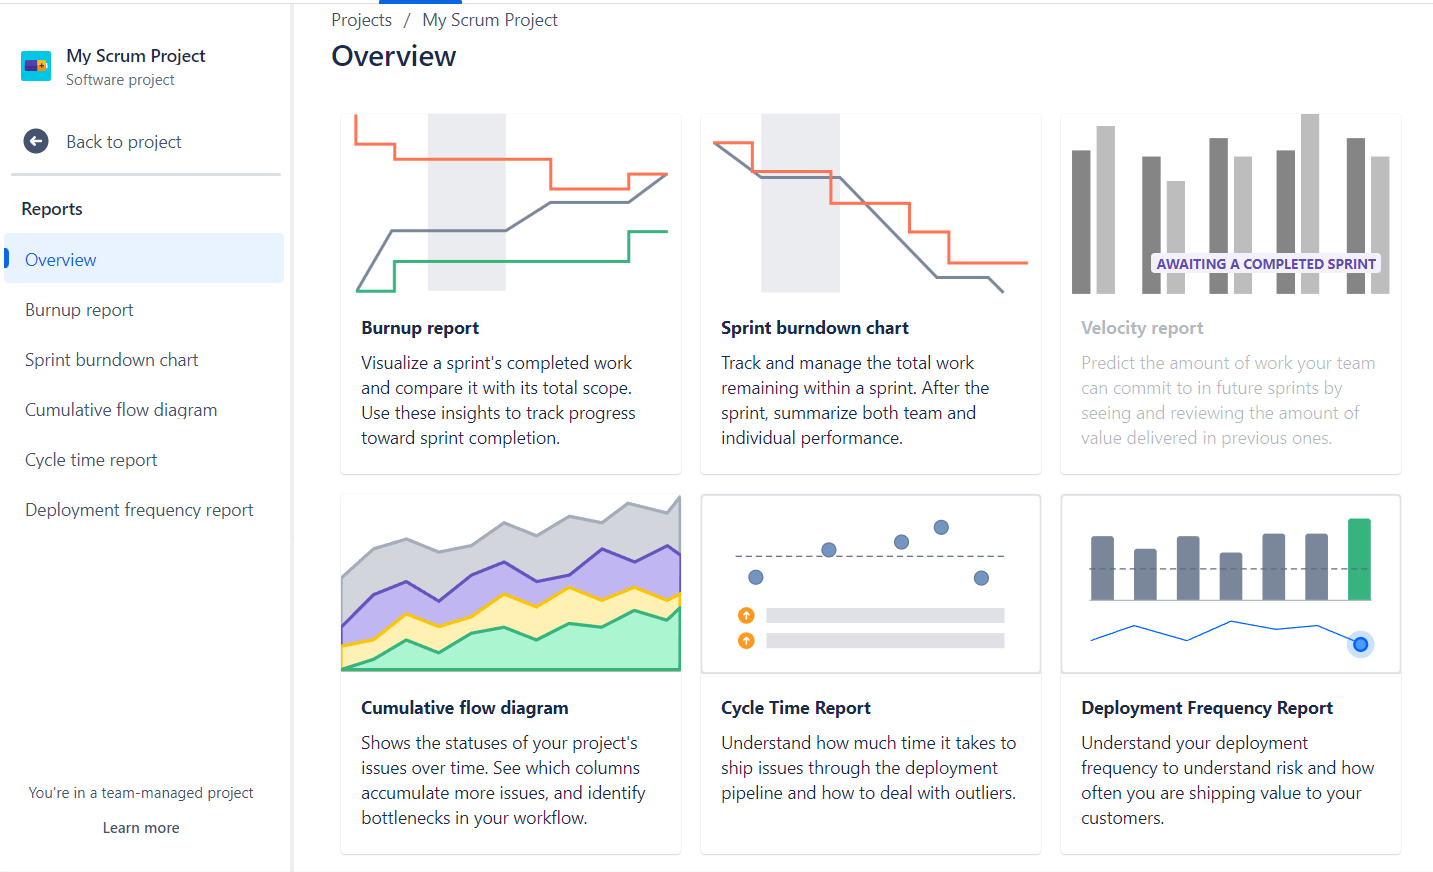 Projects / My Scrum Project
Overview
My Scrum Project
Software project
Back to project
Reports
Overview
Burnup report
Sprint burndown chart
Cumulative flow diagram
Cycle time report
Deployment frequency report
You're in a team-managed project
Learn more
Burnup report
Visualize a sprint's completed work
and compare it with its total scope.
Use these insights to track progress
toward sprint completion.
Sprint burndown chart
Track and manage the total work
remaining within a sprint. After the
sprint, summarize both team and
individual performance.
AWAITING A COMPLETED SPRINT
Velocity report
Predict the amount of work your team
can commit to in future sprints by
seeing and reviewing the amount of
value delivered in previous ones.
Cumulative flow diagram
Shows the statuses of your project's
issues over time. See which columns
accumulate more issues, and identify
bottlenecks in your workflow.
Cycle Time Report
Understand how much time it takes to
ship issues through the deployment
pipeline and how to deal with outliers.
Deployment Frequency Report
Understand your deployment
frequency to understand risk and how
often you are shipping value to your
customers.